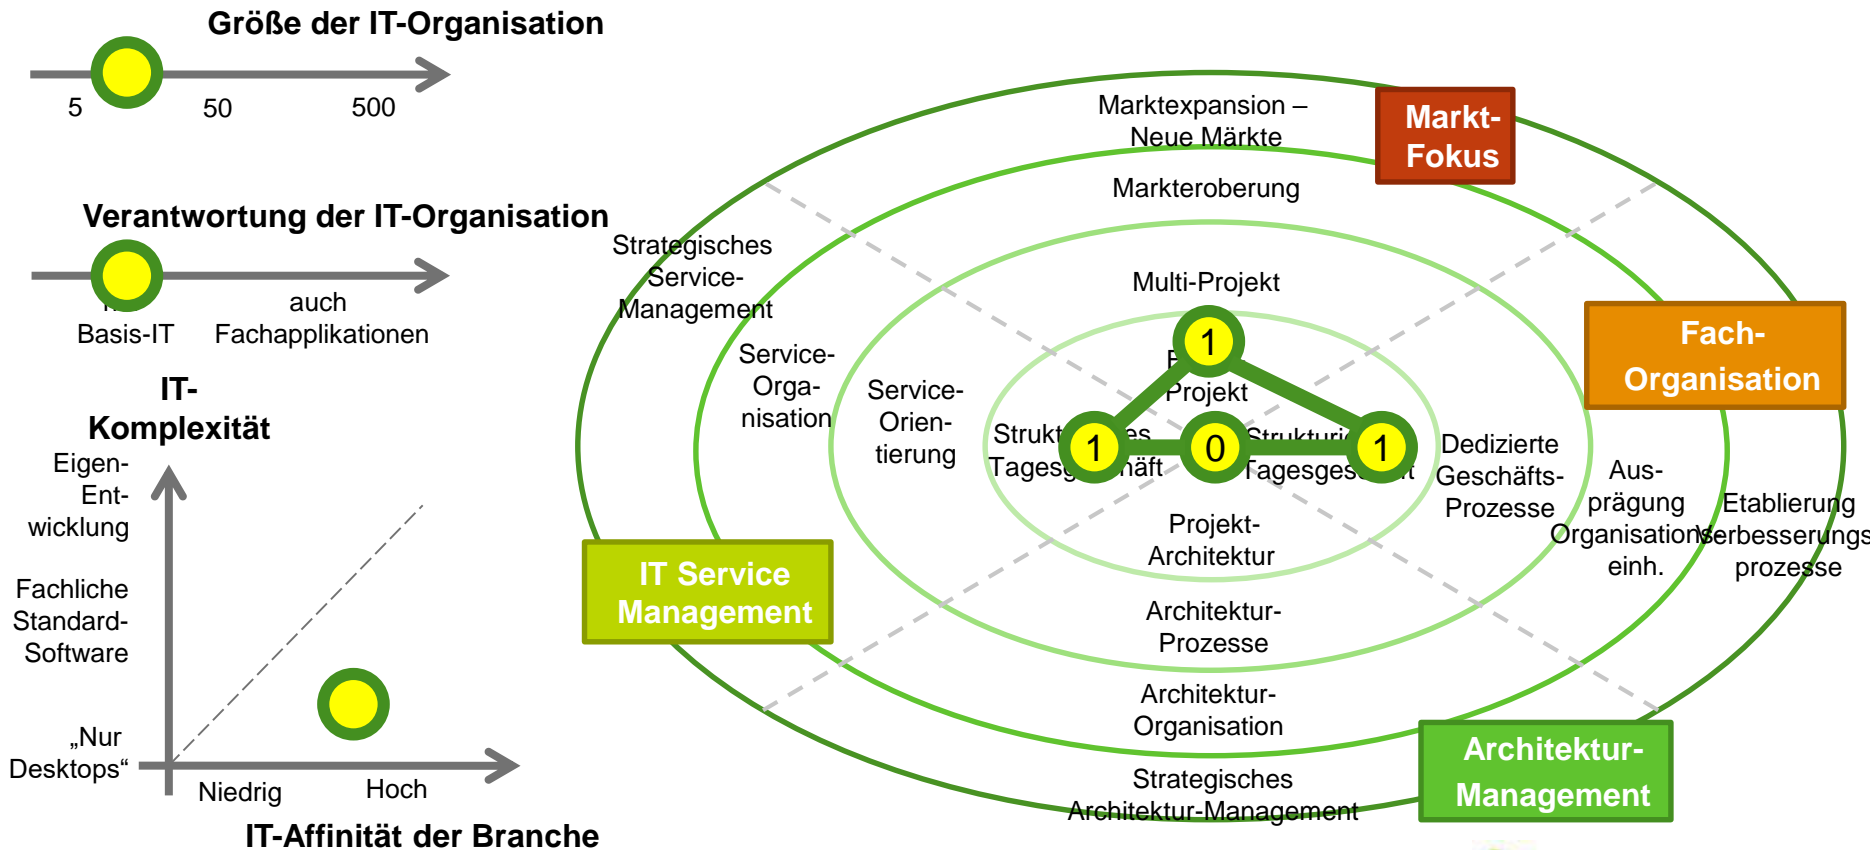 Größe der IT-Organisation
5
50
500
Verantwortung der IT-Organisation
Basis-IT
auch
Fachapplikationen
IT-
Komplexität
Eigen-
Ent-
wicklung
Fachliche
Standard-
Software
„Nur
Desktops“
Niedrig
Hoch
IT-Affinität der Branche
Marktexpansion –
Neue Märkte
Markteroberung
Multi-Projekt
Projekt
1
1
0
1
Markt-
Fokus
Strategisches
Service-
Management
Service-
Orga-
nisation
Service-
Orien-
tierung
Dedizierte
Geschäfts-
Prozesse
Aus-
prägung
Organisations-
einh.
Etablierung
Verbesserungs
prozesse
Fach-
Organisation
IT Service
Management
Projekt-
Architektur
Architektur-
Prozesse
Architektur-
Organisation
Strategisches
Architektur-Management
Architektur-
Management